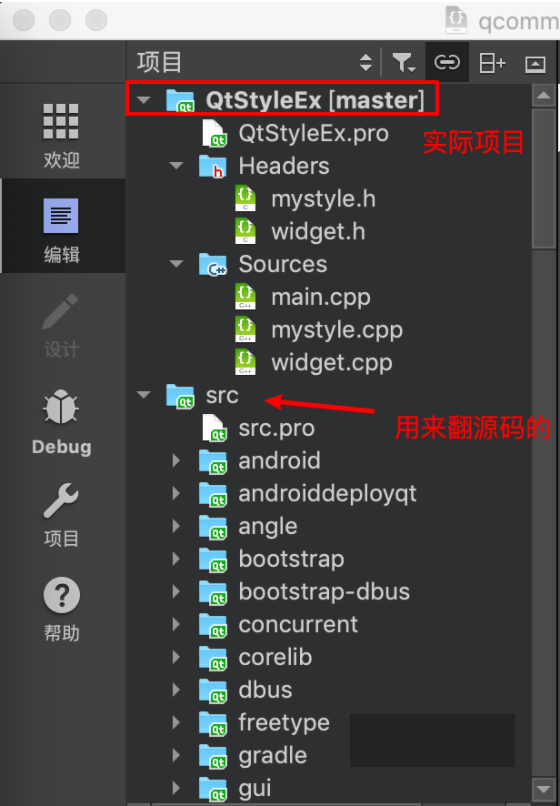 qcomm
项目
欢迎
编辑
设计
Debug
项目
帮助
QtStyleEx [master]
QtStyleEx.pro
实际项目
Headers
mystyle.h
widget.h
Sources
main.cpp
mystyle.cpp
widget.cpp
src
用来翻源码的
src.pro
android
androiddeployqt
angle
bootstrap
bootstrap-dbus
concurrent
corelib
dbus
freetype
gradle
gui